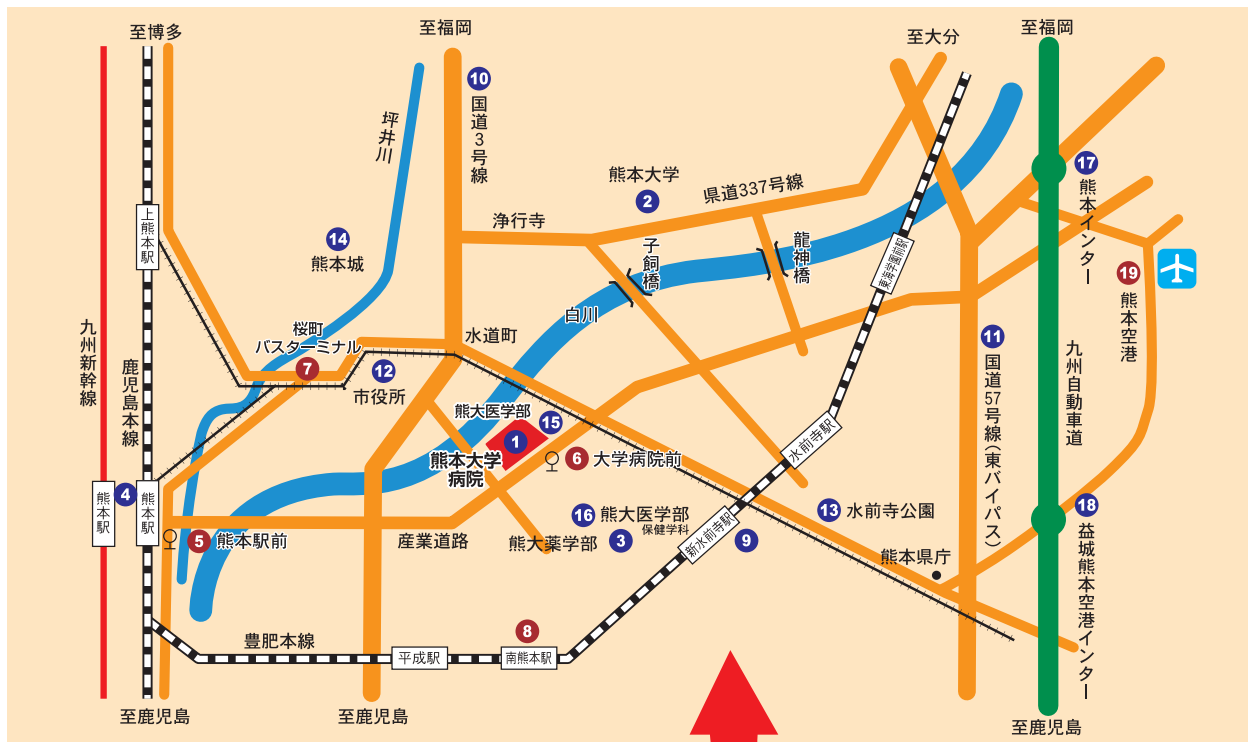 至博多
至福岡
至大分
至福岡
10
国道3号線
坪井川
17
熊本インター
熊本大学
2
県道337号線
浄行寺
上熊本駅
14
熊本城
子飼橋
龍神橋
東海学園前駅
19
熊本空港
白川
桜町
バスターミナル
7
水道町
12
市役所
九州新幹線
鹿児島本線
11
国道57号線(東バイパス)
九州自動車道
熊大医学部
15
1
熊本大学
病院
6
大学病院前
水前寺駅
熊本駅
4
熊本駅
5
熊本駅前
産業道路
16
熊大医学部
保健学科
熊大薬学部
3
新水前寺駅
9
13
水前寺公園
熊本県庁
18
益城熊本空港インター
豊肥本線
平成駅
8
南熊本駅
至鹿児島
至鹿児島
至鹿児島